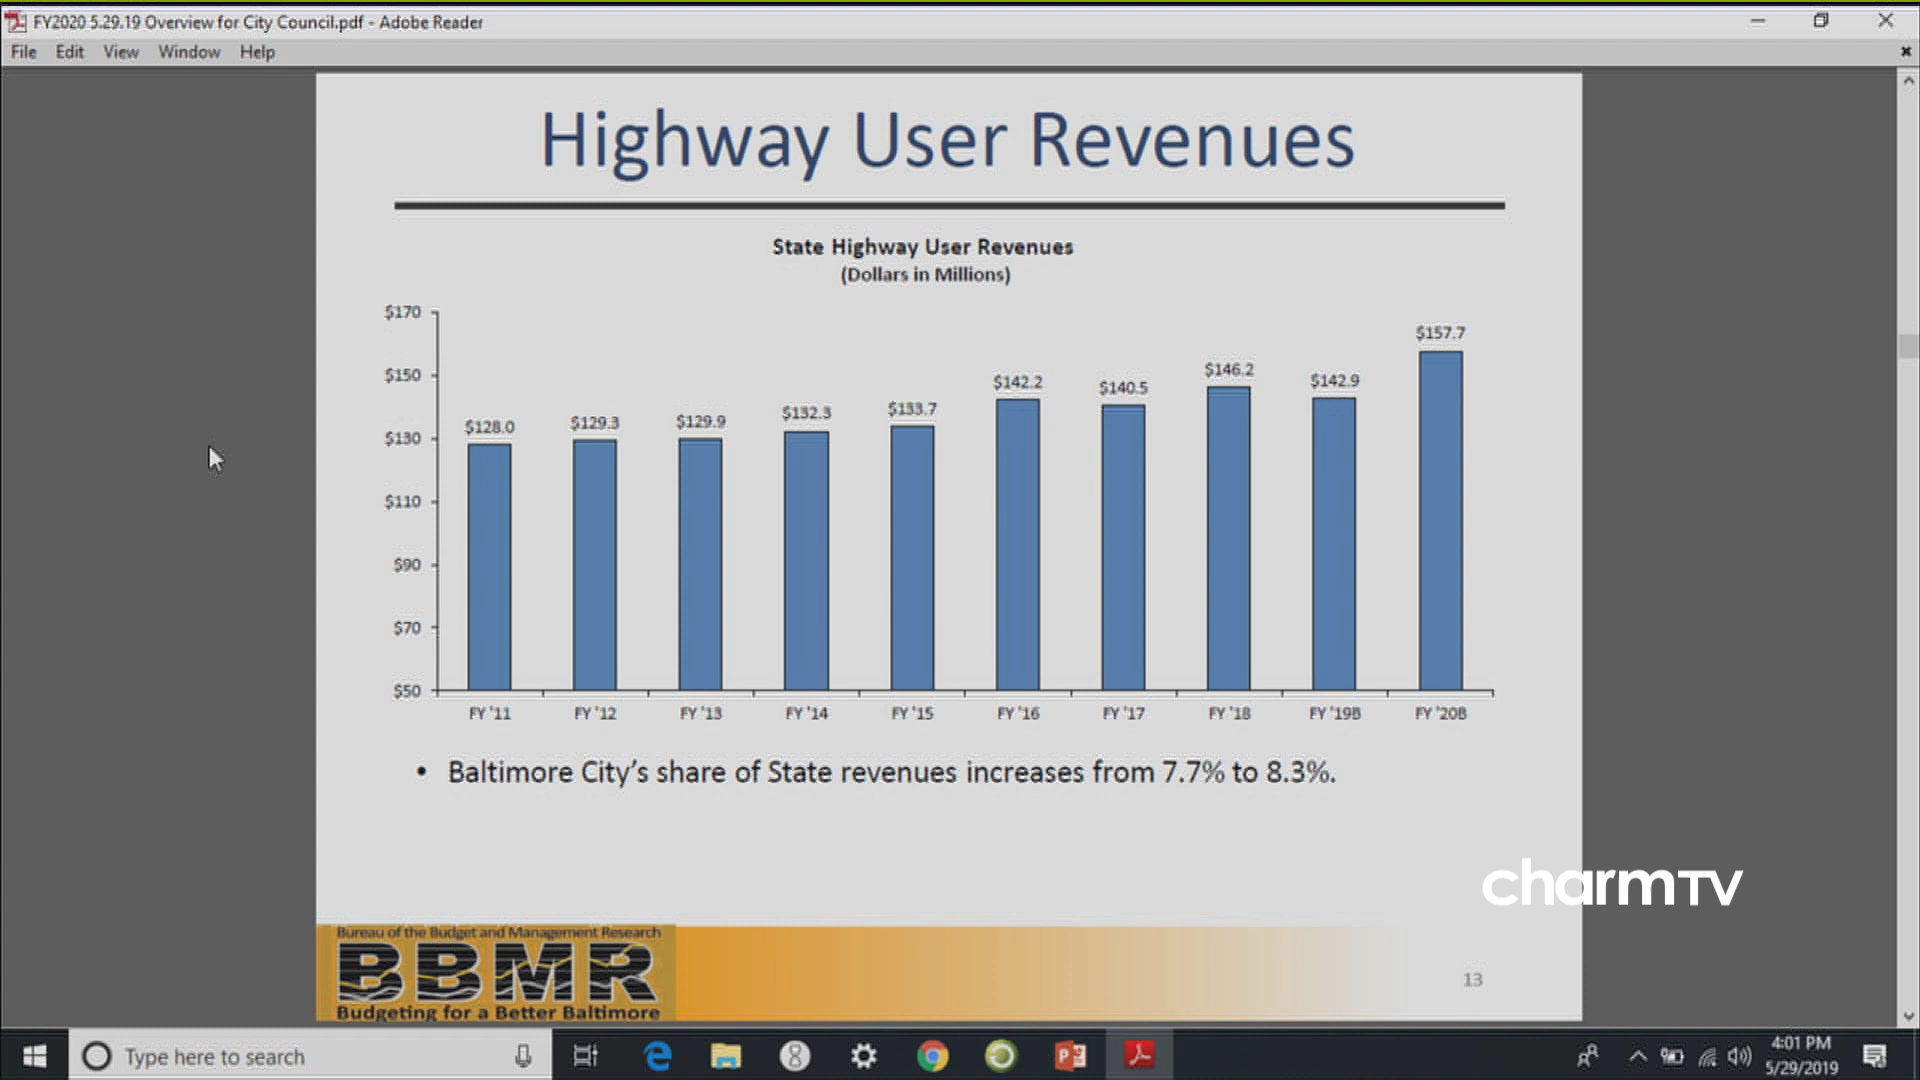 FY2020 5.29.19 Overview for City Council.pdf - Adobe Reader
File Edit View Window Help
Highway User Revenues
State Highway User Revenues
(Dollars in Millions)
$170
$150
$130
$110
$90
$70
$50
$128.0
$129.3
$129.9
$132.3
$133.7
$142.2
$140.5
$146.2
$142.9
$157.7
FY '11 FY '12 FY '13 FY '14 FY '15 FY '16 FY '17 FY '18 FY '19B FY '20B
• Baltimore City's share of State revenues increases from 7.7% to 8.3%.
charmTV
Bureau of the Budget and Management Research
BBMR
Budgeting for a Better Baltimore
13
Type here to search
4:01 PM
5/29/2019